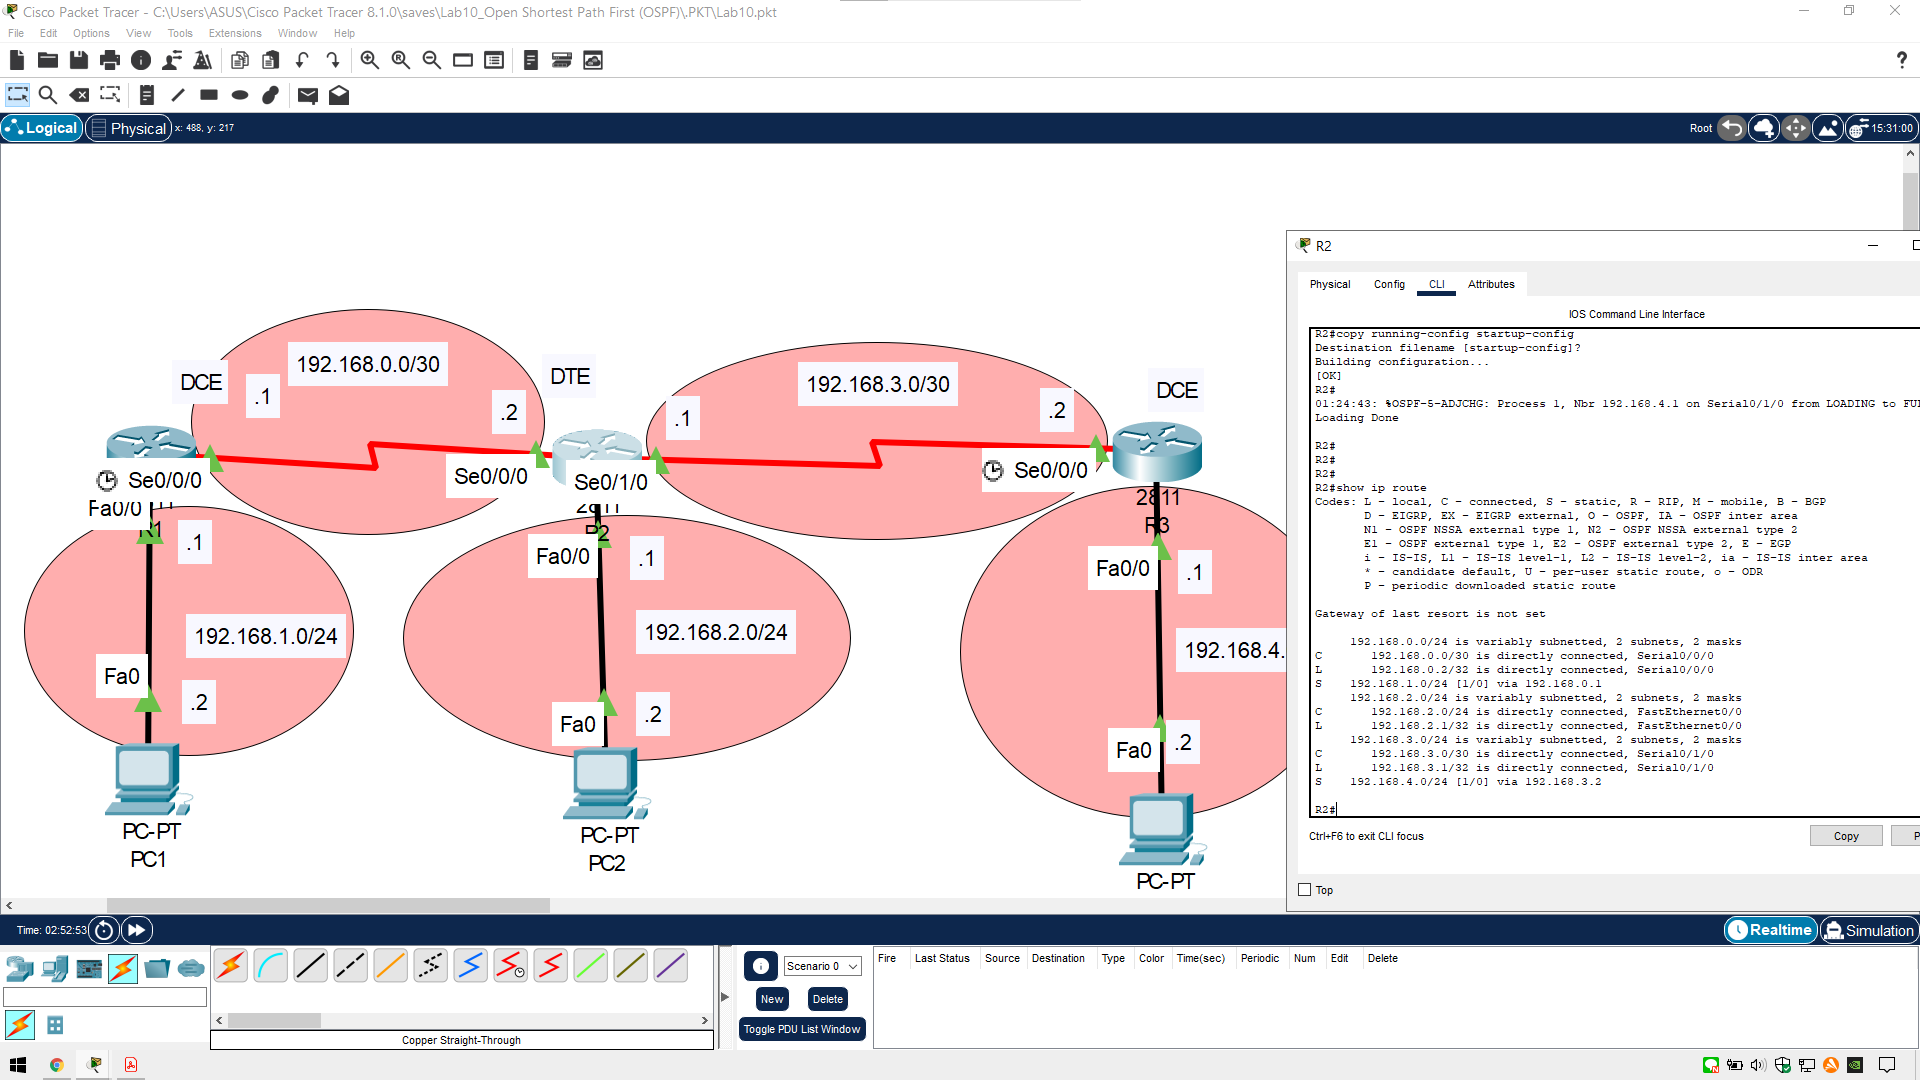 Cisco Packet Tracer - C:\Users\ASUS\Cisco Packet Tracer 8.1.0\saves\Lab10_Open Shortest Path First (OSPF)\.PKT\Lab10.pkt
File Edit Options View Tools Extensions Window Help
?
Logical
Physical
x: 488, y: 217
Root
15:31:00
DCE
.1
192.168.0.0/30
.2
DTE
.1
192.168.3.0/30
.2
DCE
Se0/0/0
Se0/0/0
Se0/1/0
Se0/0/0
Fa0/0
2811
R2
2811
R3
.1
Fa0/0
.1
Fa0/0
.1
192.168.1.0/24
192.168.2.0/24
192.168.4.
Fa0
.2
Fa0
.2
Fa0
.2
PC-PT
PC1
PC-PT
PC2
PC-PT
R2
Physical Config CLI Attributes
IOS Command Line Interface
R2#copy running-config startup-config
Destination filename [startup-config]?
Building configuration...
[OK]
R2#
01:24:43: %OSPF-5-ADJCHG: Process 1, Nbr 192.168.4.1 on Serial0/1/0 from LOADING to FU
Loading Done
R2#
R2#
R2#
R2#show ip route
Codes: L - local, C - connected, S - static, R - RIP, M - mobile, B - BGP
D - EIGRP, EX - EIGRP external, O - OSPF, IA - OSPF inter area
N1 - OSPF NSSA external type 1, N2 - OSPF NSSA external type 2
E1 - OSPF external type 1, E2 - OSPF external type 2, E - EGP
i - IS-IS, L1 - IS-IS level-1, L2 - IS-IS level-2, ia - IS-IS inter area
* - candidate default, U - per-user static route, o - ODR
P - periodic downloaded static route
Gateway of last resort is not set
192.168.0.0/24 is variably subnetted, 2 subnets, 2 masks
C 192.168.0.0/30 is directly connected, Serial0/0/0
L 192.168.0.2/32 is directly connected, Serial0/0/0
S 192.168.1.0/24 [1/0] via 192.168.0.1
192.168.2.0/24 is variably subnetted, 2 subnets, 2 masks
C 192.168.2.0/24 is directly connected, FastEthernet0/0
L 192.168.2.1/32 is directly connected, FastEthernet0/0
192.168.3.0/24 is variably subnetted, 2 subnets, 2 masks
C 192.168.3.0/30 is directly connected, Serial0/1/0
L 192.168.3.1/32 is directly connected, Serial0/1/0
S 192.168.4.0/24 [1/0] via 192.168.3.2
R2#
Ctrl+F6 to exit CLI focus
Copy
P
Top
Time: 02:52:53
Realtime
Simulation
Scenario 0
New
Delete
Toggle PDU List Window
Fire Last Status Source Destination Type Color Time(sec) Periodic Num Edit Delete
Copper Straight-Through